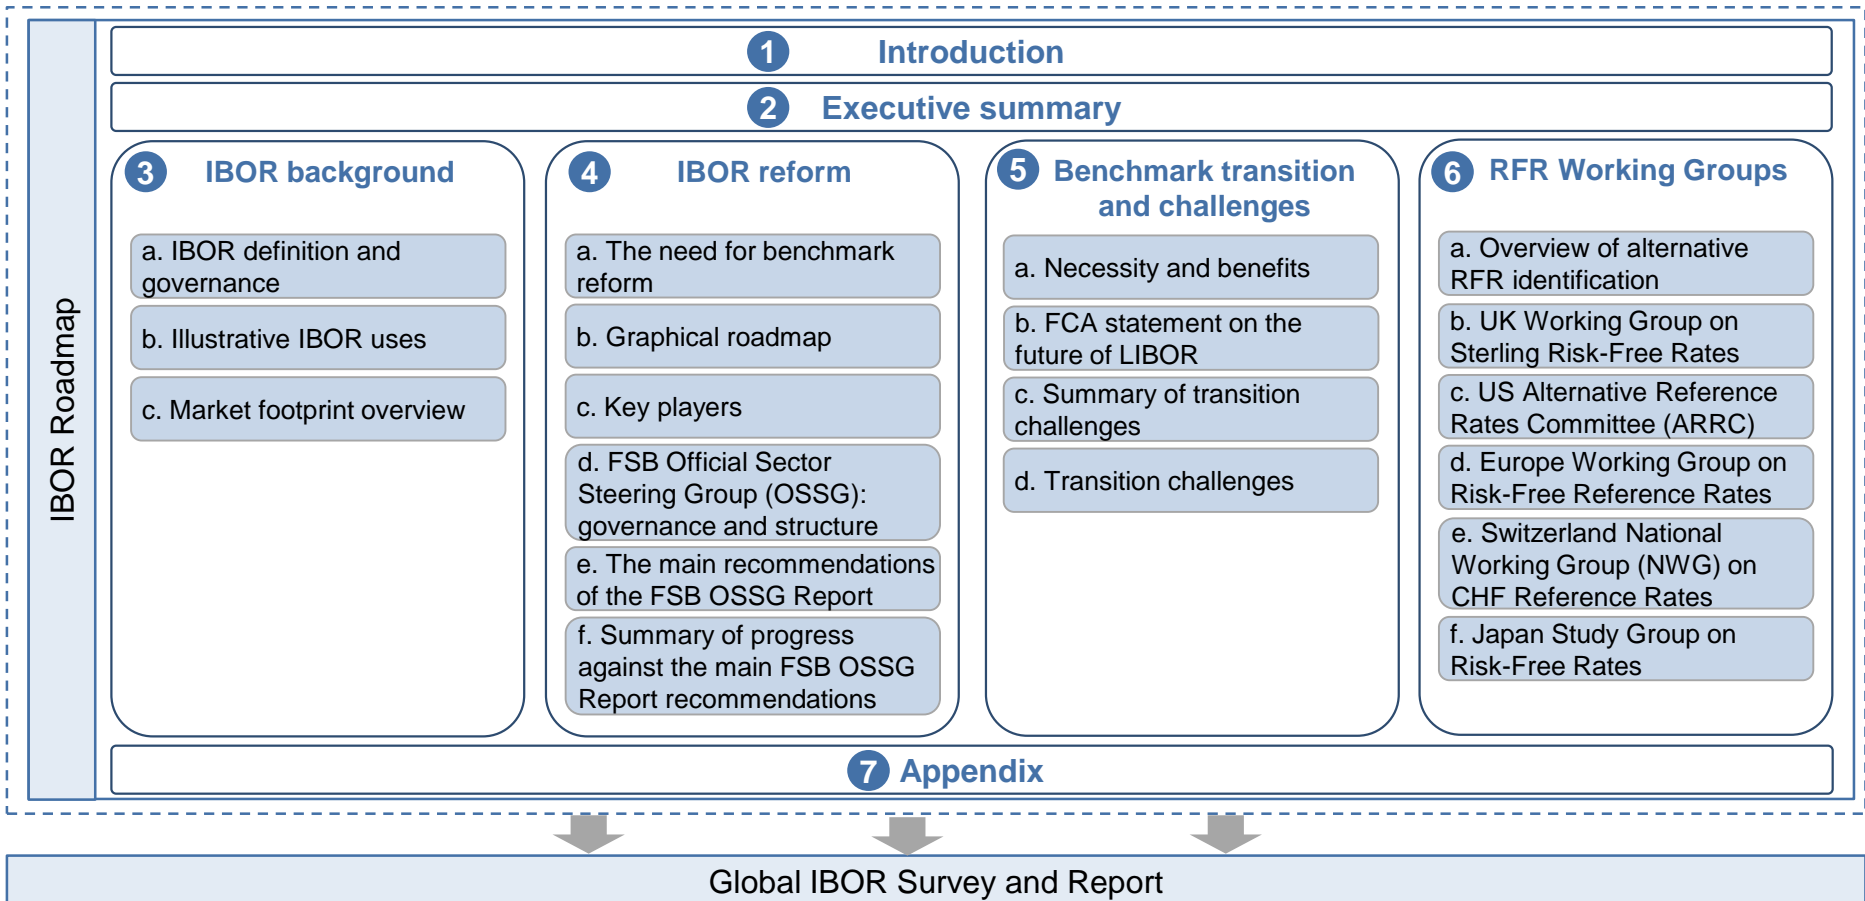 IBOR Roadmap
1 Introduction
2 Executive summary
3 IBOR background
a. IBOR definition and
governance
b. Illustrative IBOR uses
c. Market footprint overview
4 IBOR reform
a. The need for benchmark
reform
b. Graphical roadmap
c. Key players
d. FSB Official Sector
Steering Group (OSSG):
governance and structure
e. The main recommendations
of the FSB OSSG Report
f. Summary of progress
against the main FSB OSSG
Report recommendations
5 Benchmark transition
and challenges
a. Necessity and benefits
b. FCA statement on the
future of LIBOR
c. Summary of transition
challenges
d. Transition challenges
6 RFR Working Groups
a. Overview of alternative
RFR identification
b. UK Working Group on
Sterling Risk-Free Rates
c. US Alternative Reference
Rates Committee (ARRC)
d. Europe Working Group on
Risk-Free Reference Rates
e. Switzerland National
Working Group (NWG) on
CHF Reference Rates
f. Japan Study Group on
Risk-Free Rates
7 Appendix
Global IBOR Survey and Report